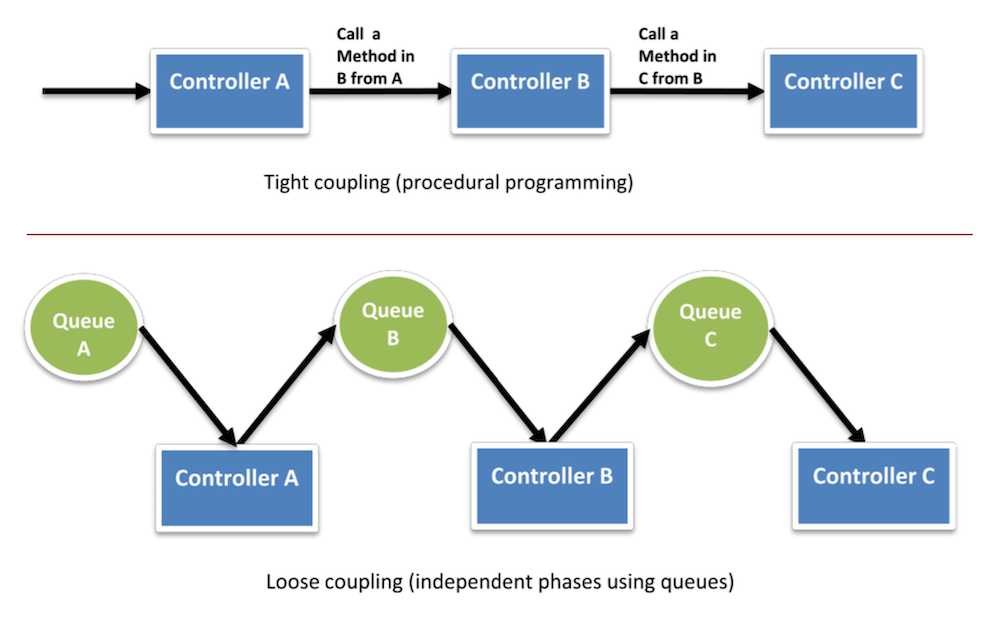 Call a
Method in
B from A
Call a
Method in
C from B
Controller A
Controller B
Controller C
Tight coupling (procedural programming)
Queue
A
Queue
B
Queue
C
Controller A
Controller B
Controller C
Loose coupling (independent phases using queues)